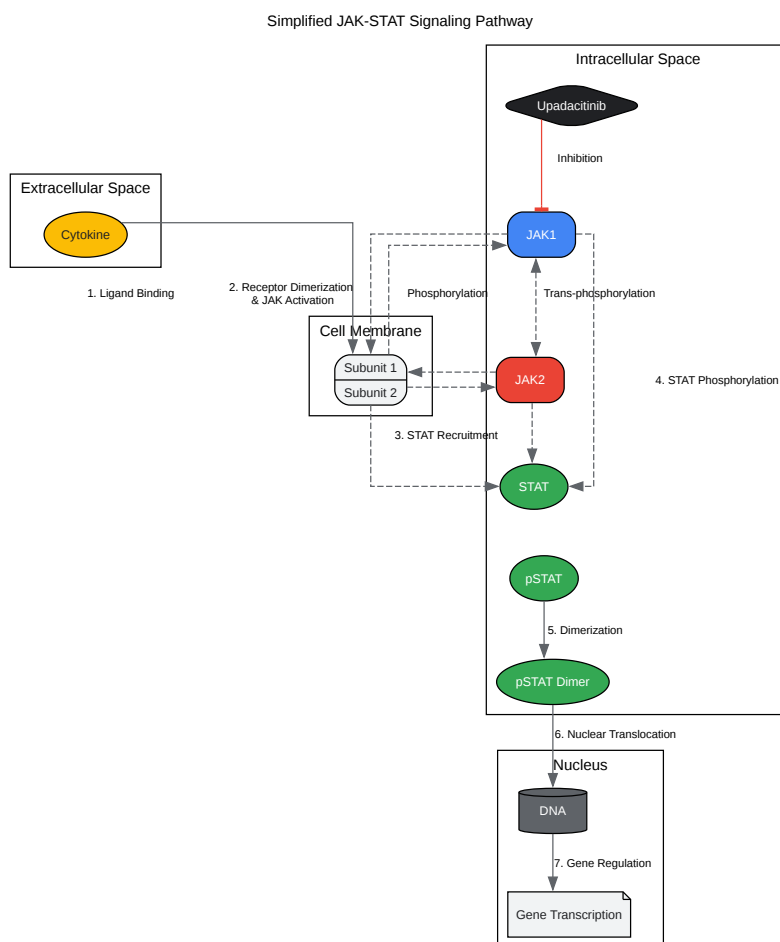 Simplified JAK-STAT Signaling Pathway
Intracellular Space
Upadacitinib
Inhibition
Extracellular Space
Cytokine
JAK1
1. Ligand Binding
2. Receptor Dimerization
& JAK Activation
Phosphorylation
Trans-phosphorylation
Cell Membrane
Subunit 1
Subunit 2
JAK2
4. STAT Phosphorylation
3. STAT Recruitment
STAT
pSTAT
5. Dimerization
pSTAT Dimer
6. Nuclear Translocation
Nucleus
DNA
7. Gene Regulation
Gene Transcription